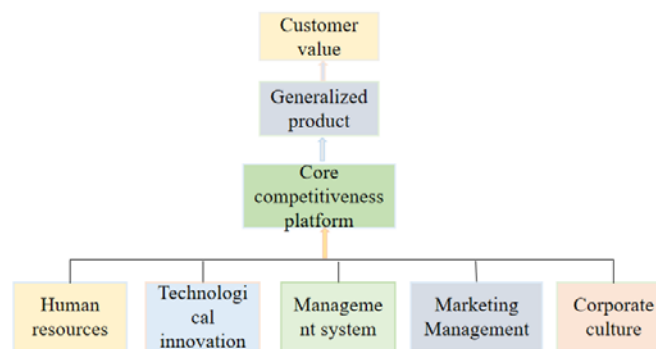 Customer
value
Generalized
product
Core
competitiveness
platform
Human
resources
Technologi
cal
innovation
Manageme
nt system
Marketing
Management
Corporate
culture